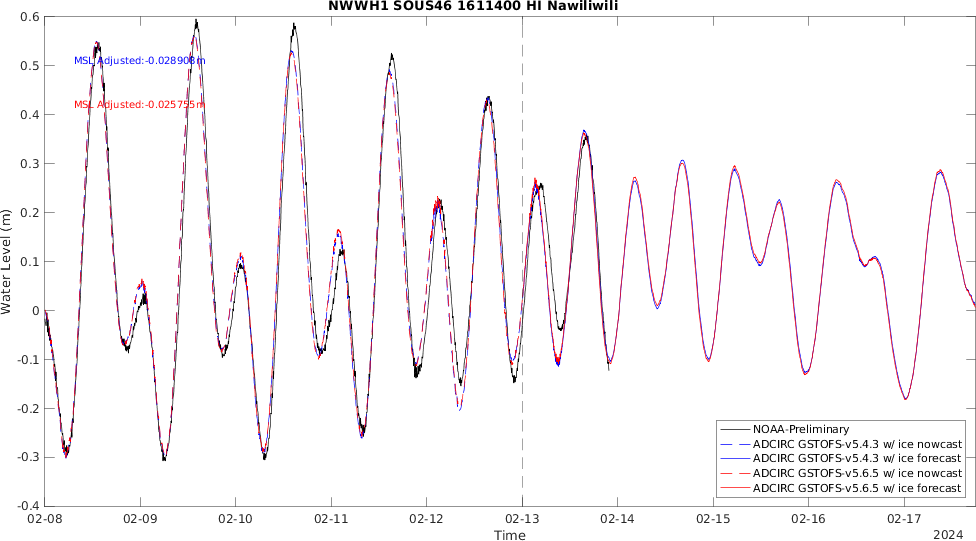 NWWH1 SOUS46 1611400 HI Nawiliwili
0.6
0.5
0.4
0.3
0.2
0.1
0
-0.1
-0.2
-0.3
-0.4
Water Level (m)
MSL Adjusted:-0.028908m
MSL Adjusted:-0.025755m
NOAA-Preliminary
ADCIRC GSTOFS-v5.4.3 w/ ice nowcast
ADCIRC GSTOFS-v5.4.3 w/ ice forecast
ADCIRC GSTOFS-v5.6.5 w/ ice nowcast
ADCIRC GSTOFS-v5.6.5 w/ ice forecast
02-08 02-09 02-10 02-11 02-12 02-13 02-14 02-15 02-16 02-17
Time
2024